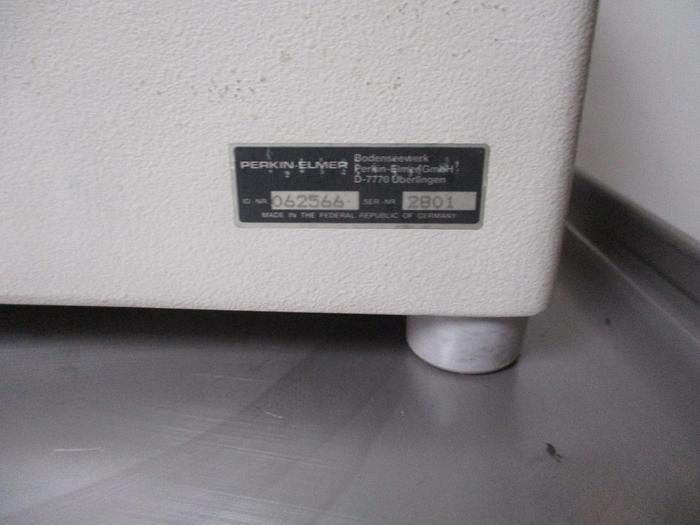 PERKIN-ELMER
Bodenseewerk
Perkin-Elmer GmbH
D-7770 Überlingen
ID.-NR. 062566 SER.-NR. 2801
MADE IN THE FEDERAL REPUBLIC OF GERMANY